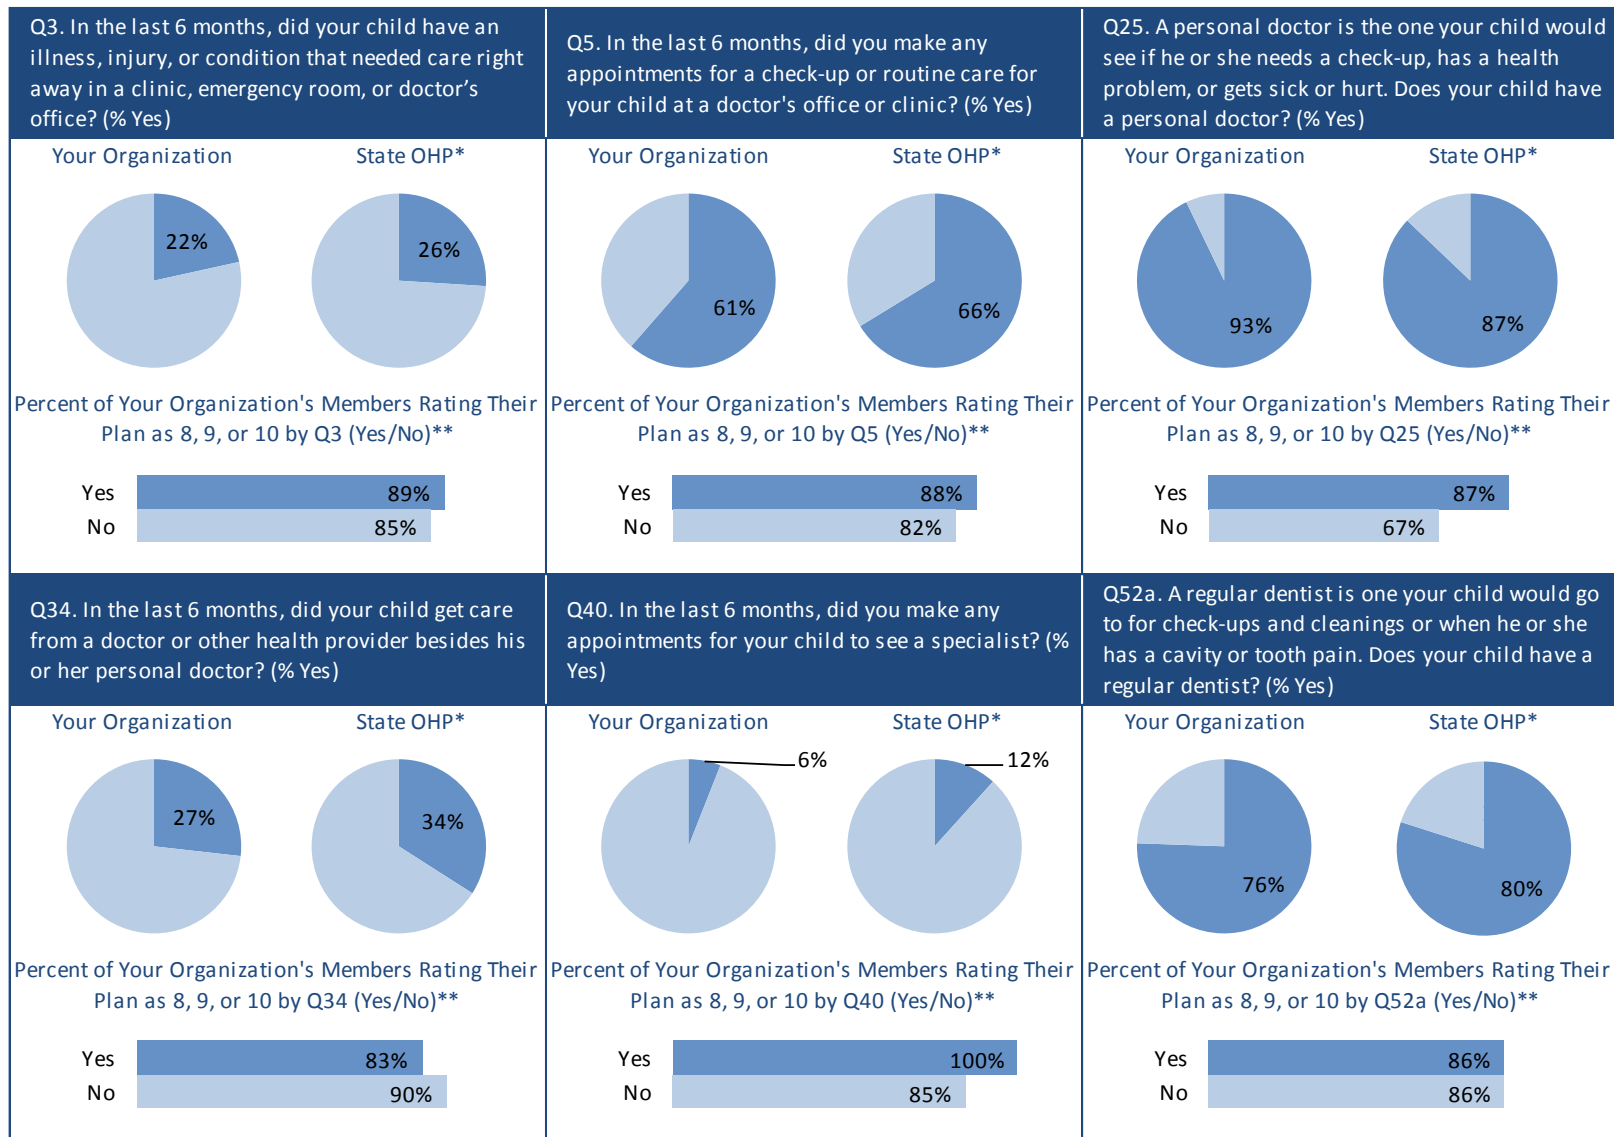 Q3. In the last 6 months, did your child have an
illness, injury, or condition that needed care right
away in a clinic, emergency room, or doctor’s
office? (% Yes)
Your Organization
State OHP*
22%
26%
Percent of Your Organization's Members Rating Their
Plan as 8, 9, or 10 by Q3 (Yes/No)**
Yes 89%
No 85%
Q5. In the last 6 months, did you make any
appointments for a check-up or routine care for
your child at a doctor's office or clinic? (% Yes)
Your Organization
State OHP*
61%
66%
Percent of Your Organization's Members Rating Their
Plan as 8, 9, or 10 by Q5 (Yes/No)**
Yes 88%
No 82%
Q25. A personal doctor is the one your child would
see if he or she needs a check-up, has a health
problem, or gets sick or hurt. Does your child have
a personal doctor? (% Yes)
Your Organization
State OHP*
93%
87%
Percent of Your Organization's Members Rating Their
Plan as 8, 9, or 10 by Q25 (Yes/No)**
Yes 87%
No 67%
Q34. In the last 6 months, did your child get care
from a doctor or other health provider besides his
or her personal doctor? (% Yes)
Your Organization
State OHP*
27%
34%
Percent of Your Organization's Members Rating Their
Plan as 8, 9, or 10 by Q34 (Yes/No)**
Yes 83%
No 90%
Q40. In the last 6 months, did you make any
appointments for your child to see a specialist? (%
Yes)
Your Organization
State OHP*
6%
12%
Percent of Your Organization's Members Rating Their
Plan as 8, 9, or 10 by Q40 (Yes/No)**
Yes 100%
No 85%
Q52a. A regular dentist is one your child would go
to for check-ups and cleanings or when he or she
has a cavity or tooth pain. Does your child have a
regular dentist? (% Yes)
Your Organization
State OHP*
76%
80%
Percent of Your Organization's Members Rating Their
Plan as 8, 9, or 10 by Q52a (Yes/No)**
Yes 86%
No 86%